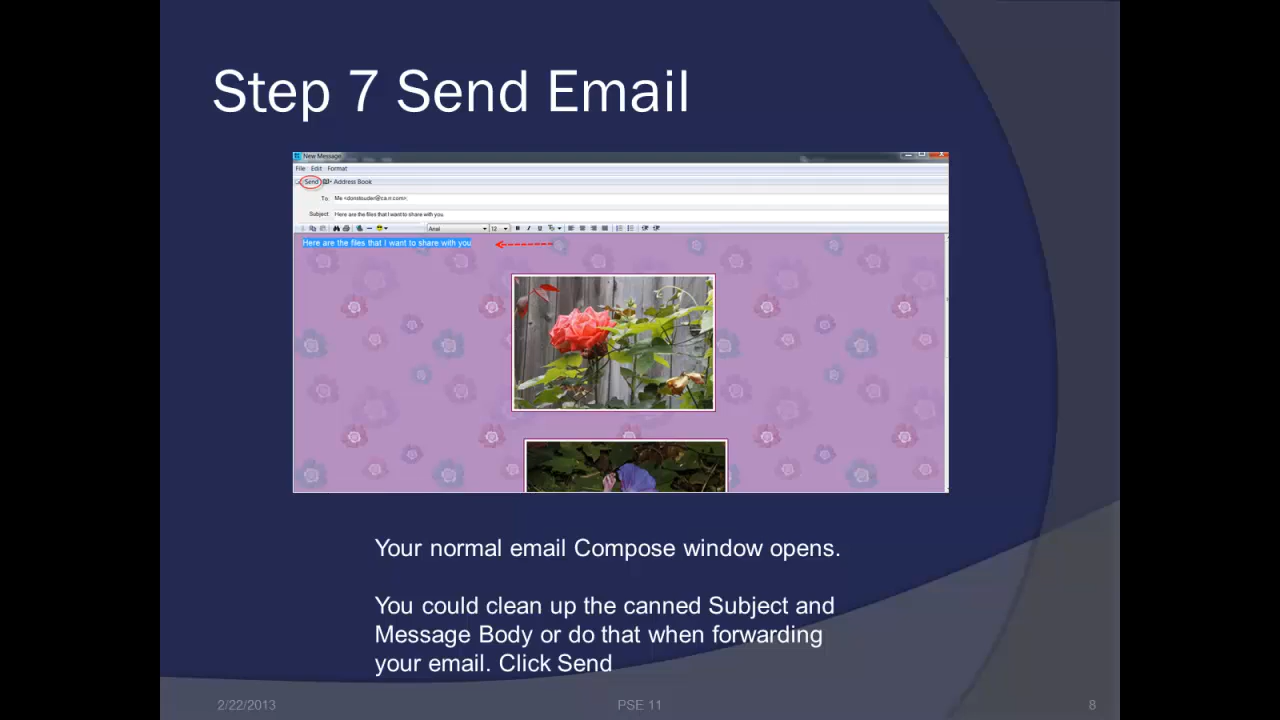 Step 7 Send Email
New Message
File Edit Format
Send Address Book
To: Me
Subject: Here are the files that I want to share with you
Arial 12 B I U
Here are the files that I want to share with you
Your normal email Compose window opens.
You could clean up the canned Subject and
Message Body or do that when forwarding
your email. Click Send
2/22/2013 PSE 11 8